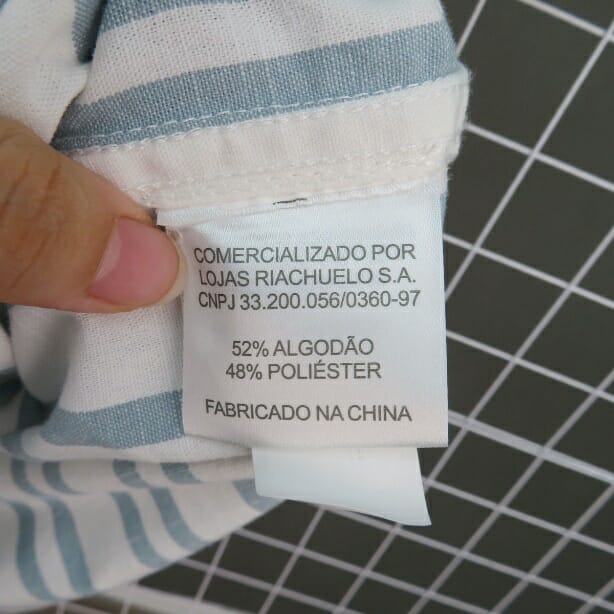 COMERCIALIZADO POR
LOJAS RIACHUELO S.A.
CNPJ 33.200.056/0360-97
52% ALGODÃO
48% POLIÉSTER
FABRICADO NA CHINA